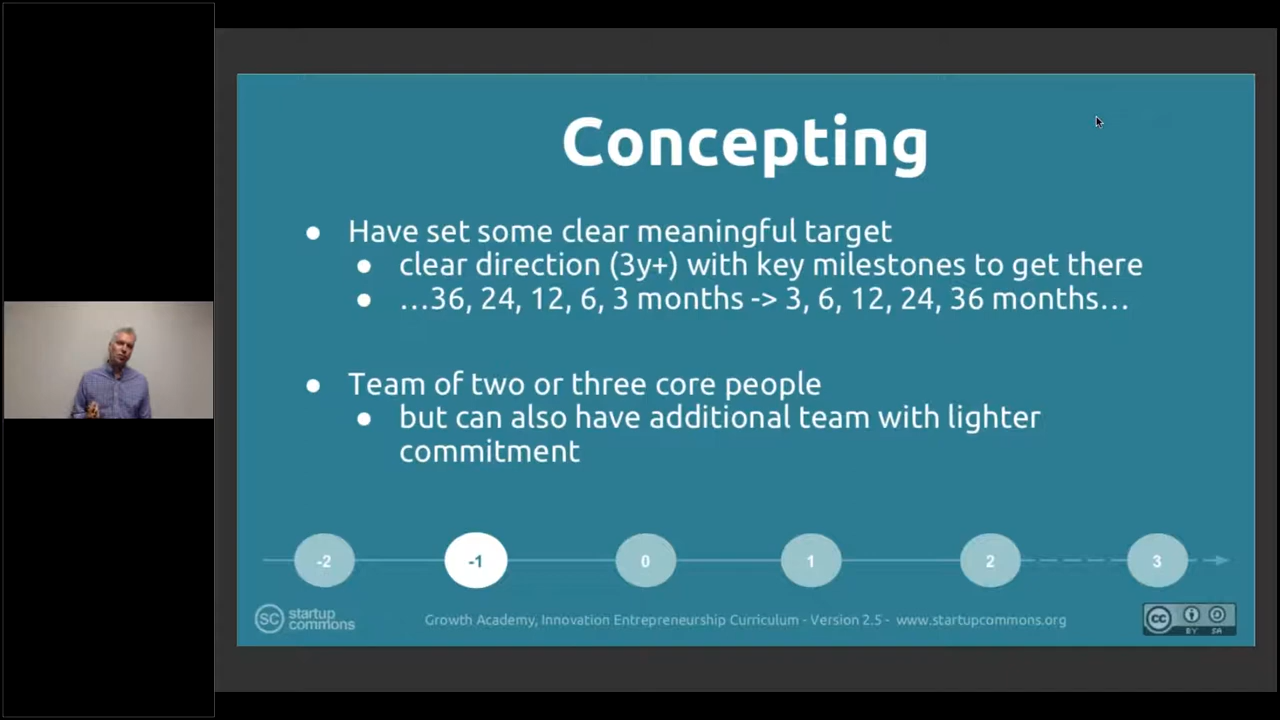 Concepting
● Have set some clear meaningful target
● clear direction (3y+) with key milestones to get there
● …36, 24, 12, 6, 3 months -> 3, 6, 12, 24, 36 months…
● Team of two or three core people
● but can also have additional team with lighter
commitment
-2 -1 0 1 2 3
SC startup
commons
Growth Academy, Innovation Entrepreneurship Curriculum - Version 2.5 - www.startupcommons.org
cc
BY SA